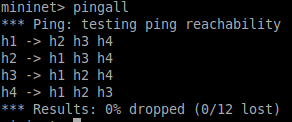 mininet> pingall
*** Ping: testing ping reachability
h1 -> h2 h3 h4
h2 -> h1 h3 h4
h3 -> h1 h2 h4
h4 -> h1 h2 h3
*** Results: 0% dropped (0/12 lost)
mininet>